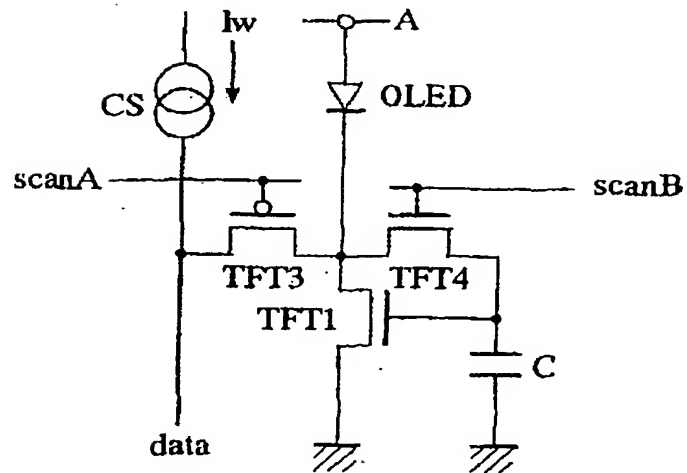 Iw
A
CS
OLED
scanA
scanB
TFT3
TFT4
TFT1
C
data